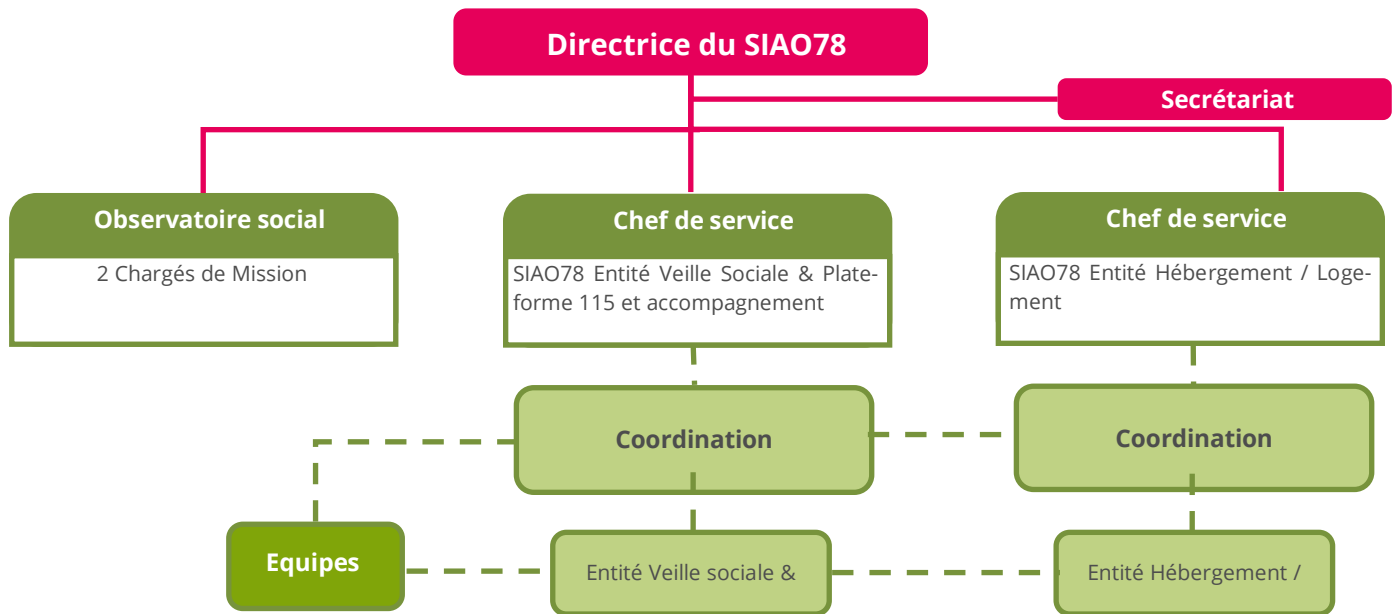 Directrice du SIAO78
Secrétariat
Observatoire social
2 Chargés de Mission
Chef de service
SIAO78 Entité Veille Sociale & Plate-
forme 115 et accompagnement
Chef de service
SIAO78 Entité Hébergement / Loge-
ment
Coordination
Coordination
Equipes
Entité Veille sociale &
Entité Hébergement /